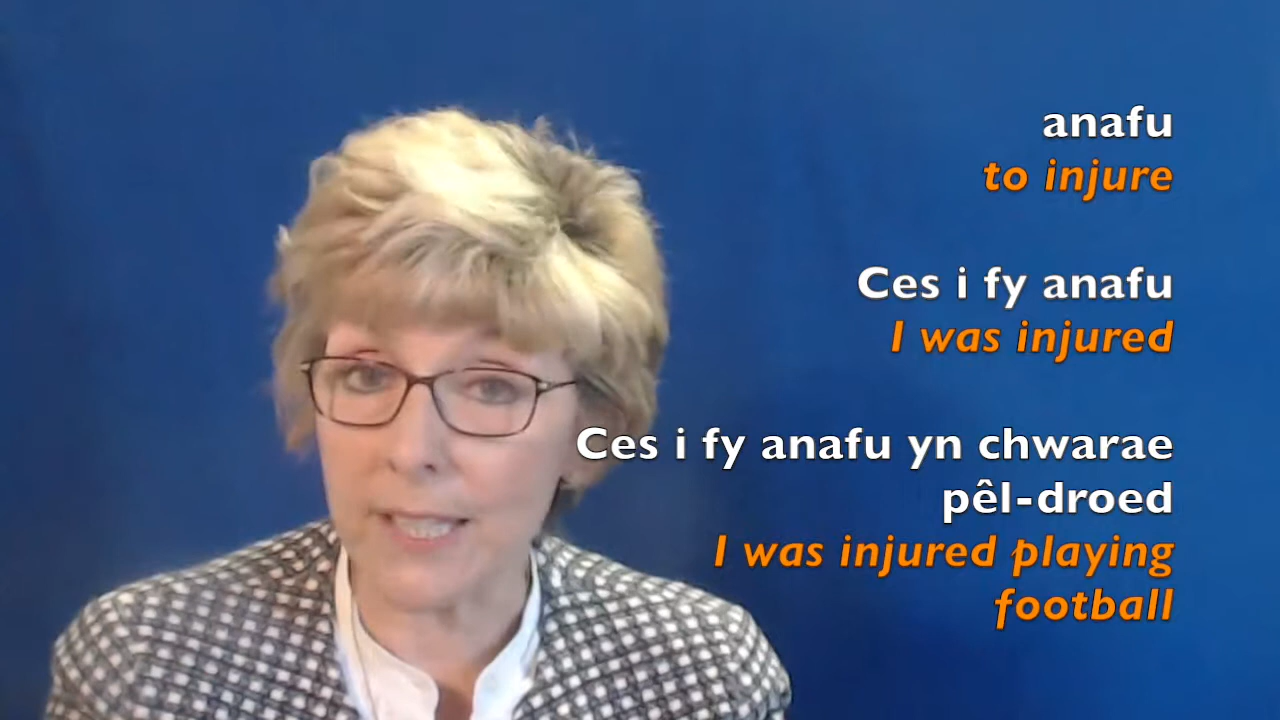 anafu
to injure
Ces i fy anafu
I was injured
Ces i fy anafu yn chwarae
pêl-droed
I was injured playing
football